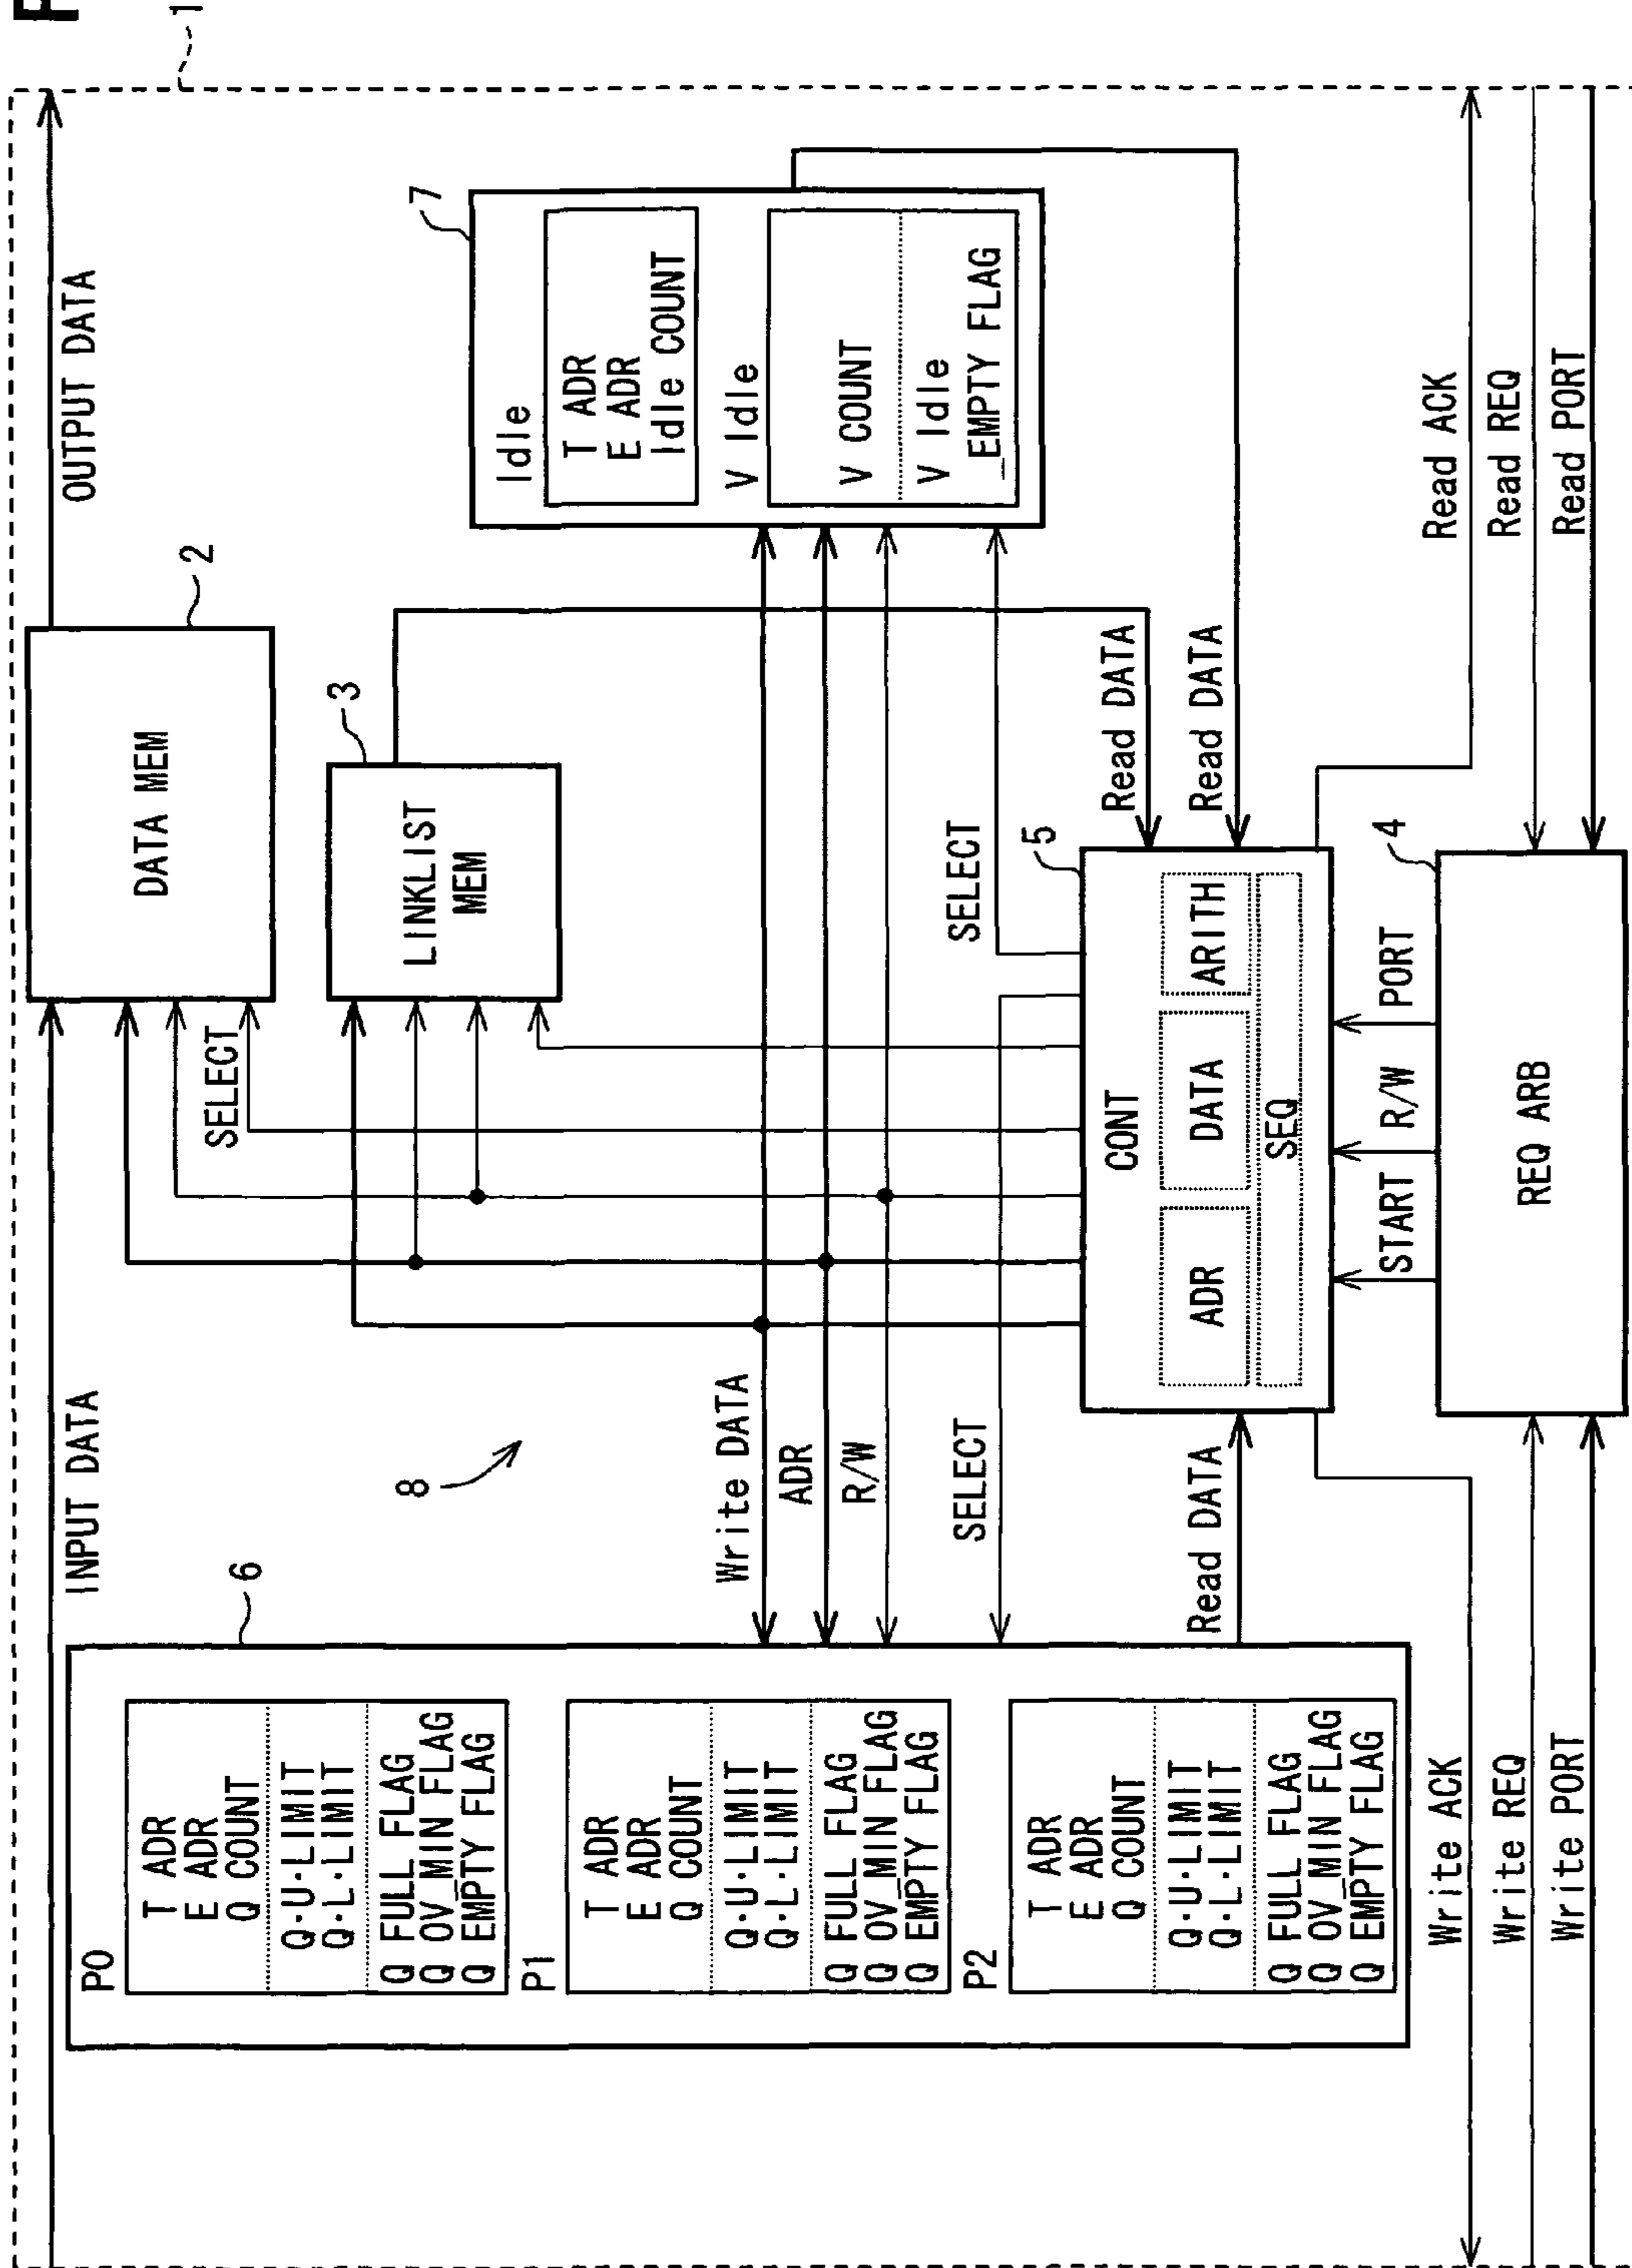 F
1
INPUT DATA
OUTPUT DATA
2
DATA MEM
SELECT
3
LINKLIST
MEM
6
P0
T ADR
E ADR
Q COUNT
Q·U·LIMIT
Q·L·LIMIT
Q FULL FLAG
Q OV_MIN FLAG
Q EMPTY FLAG
P1
T ADR
E ADR
Q COUNT
Q·U·LIMIT
Q·L·LIMIT
Q FULL FLAG
Q OV_MIN FLAG
Q EMPTY FLAG
P2
T ADR
E ADR
Q COUNT
Q·U·LIMIT
Q·L·LIMIT
Q FULL FLAG
Q OV_MIN FLAG
Q EMPTY FLAG
8
Write DATA
ADR
R/W
SELECT
Read DATA
7
Idle
T ADR
E ADR
Idle COUNT
V Idle
V COUNT
V Idle
_EMPTY FLAG
SELECT
Read DATA
Read DATA
5
CONT
ADR
DATA
ARITH
SEQ
START
R/W
PORT
4
REQ ARB
Write ACK
Write REQ
Write PORT
Read ACK
Read REQ
Read PORT